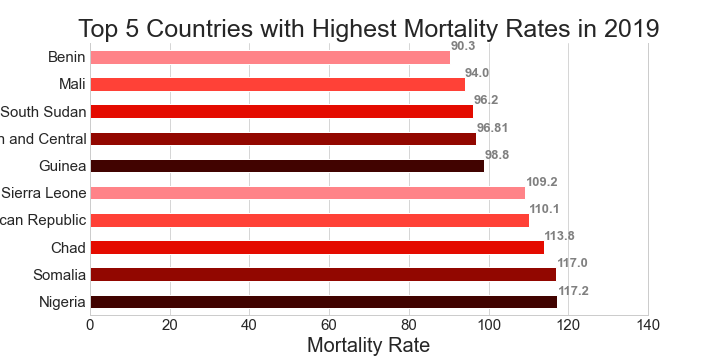 Top 5 Countries with Highest Mortality Rates in 2019
Benin 90.3
Mali 94.0
South Sudan 96.2
and Central 96.81
Guinea 98.8
Sierra Leone 109.2
can Republic 110.1
Chad 113.8
Somalia 117.0
Nigeria 117.2
0 20 40 60 80 100 120 140
Mortality Rate